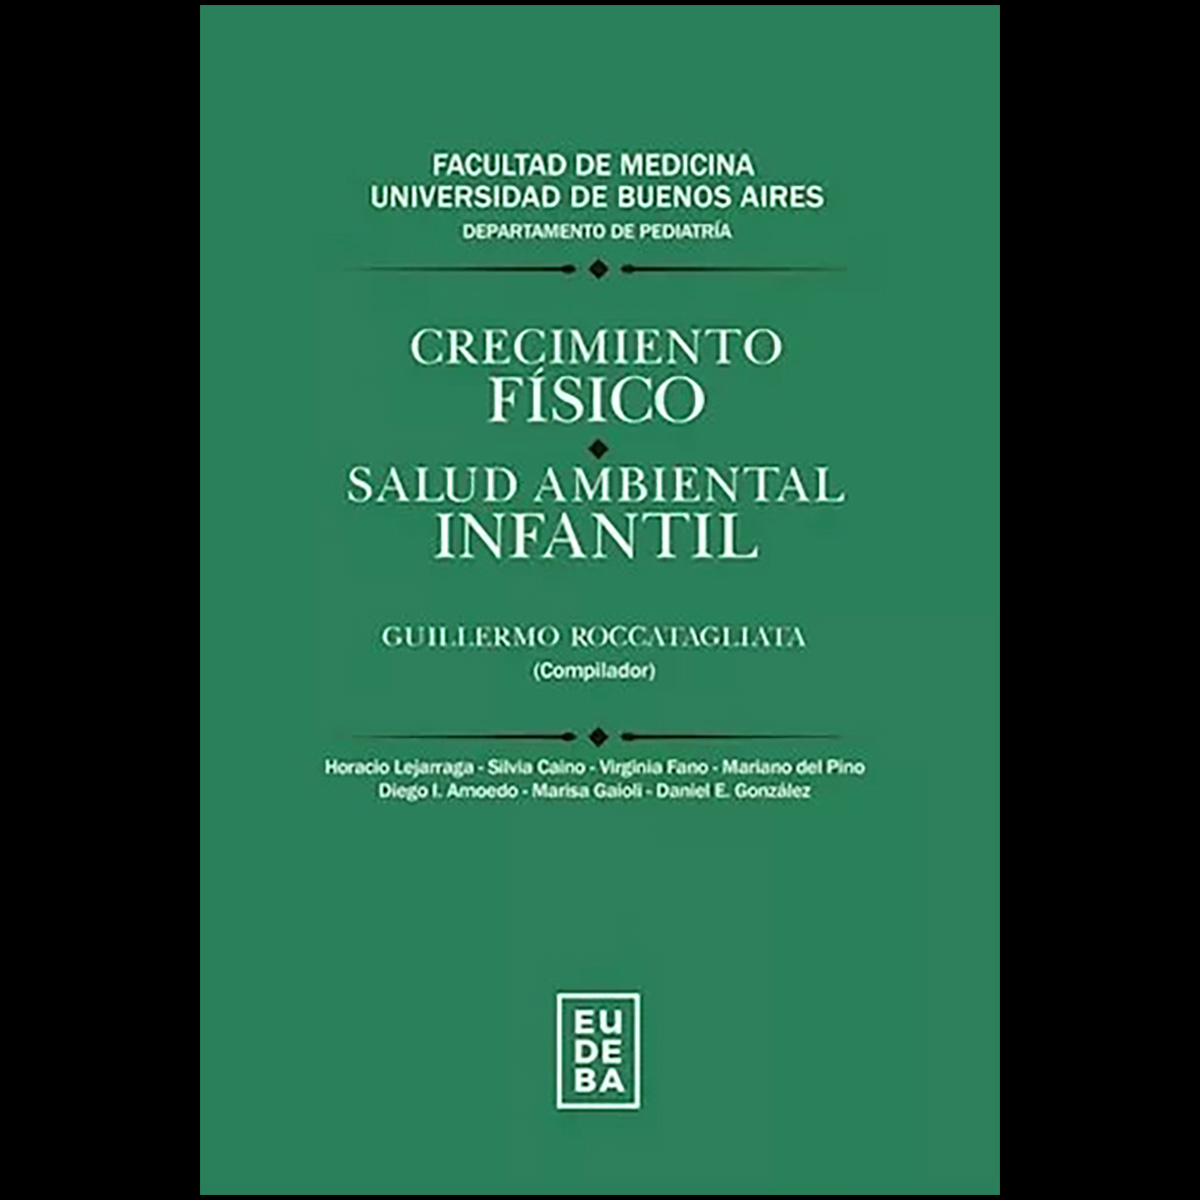 FACULTAD DE MEDICINA
UNIVERSIDAD DE BUENOS AIRES
DEPARTAMENTO DE PEDIATRÍA
CRECIMIENTO
FÍSICO
SALUD AMBIENTAL
INFANTIL
GUILLERMO ROCCATAGLIATA
(Compilador)
Horacio Lejarraga - Silvia Caino - Virginia Fano - Mariano del Pino
Diego I. Amoedo - Marisa Gaioli - Daniel E. González
EU
DE
BA